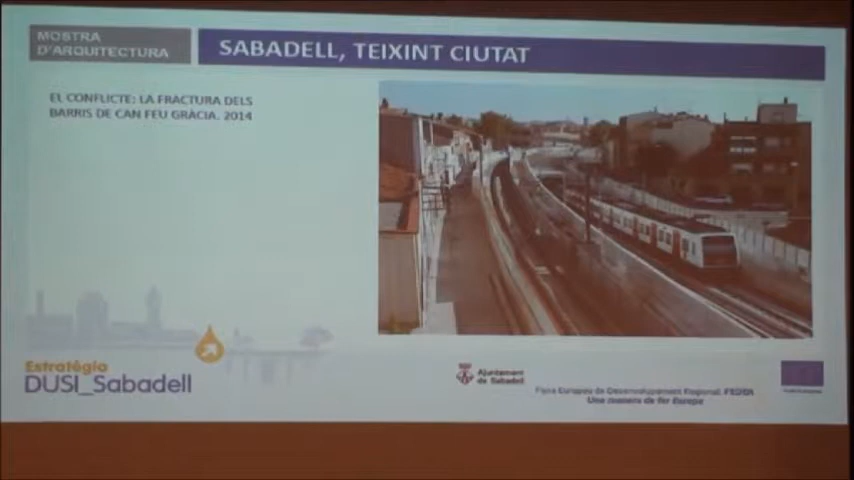 MOSTRA
D'ARQUITECTURA
SABADELL, TEIXINT CIUTAT
EL CONFLICTE: LA FRACTURA DELS
BARRIS DE CAN FEU GRÀCIA. 2014
Estratègia
DUSI_Sabadell
Ajuntament
de Sabadell
Fons Europeu de Desenvolupament Regional, FEDER
Una manera de fer Europa